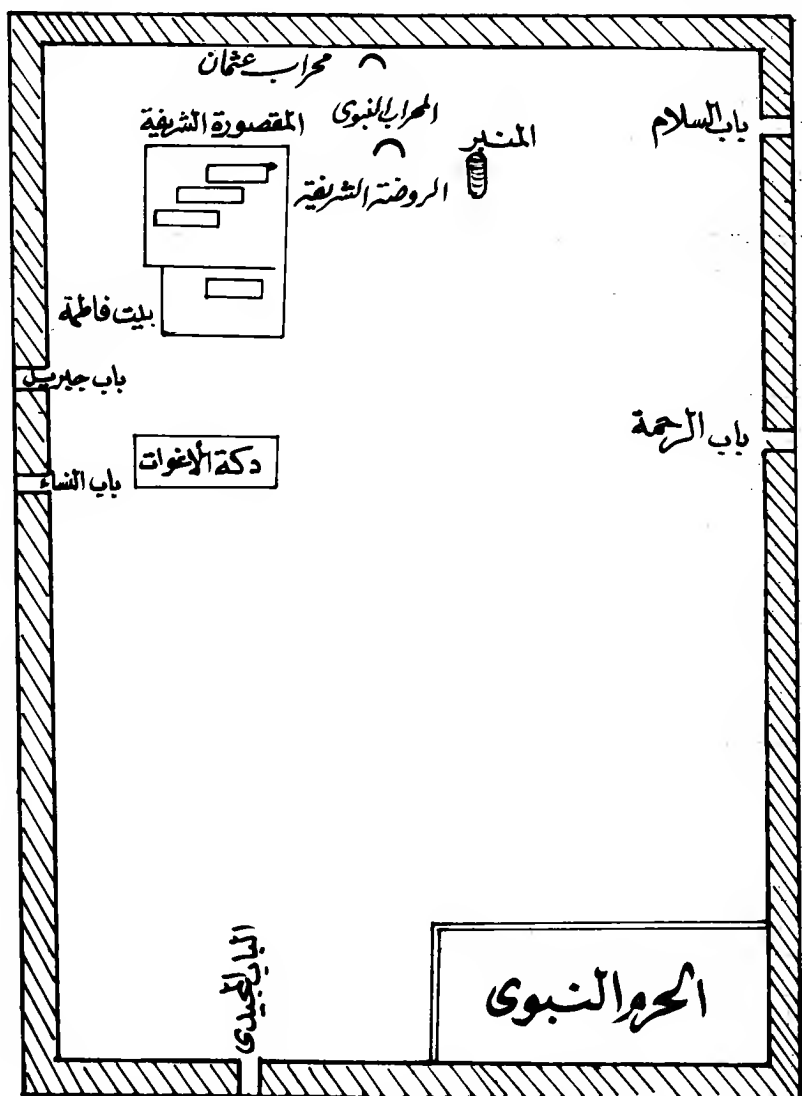 محراب عثمان
المحراب النبوى
المقصورة الشريفة
المنبر
باب السلام
الروضة الشريفة
بيت فاطمة
باب جبريل
باب الرحمة
دكة الأغوات
باب النساء
الباب المجيدى
الحرم النبوى